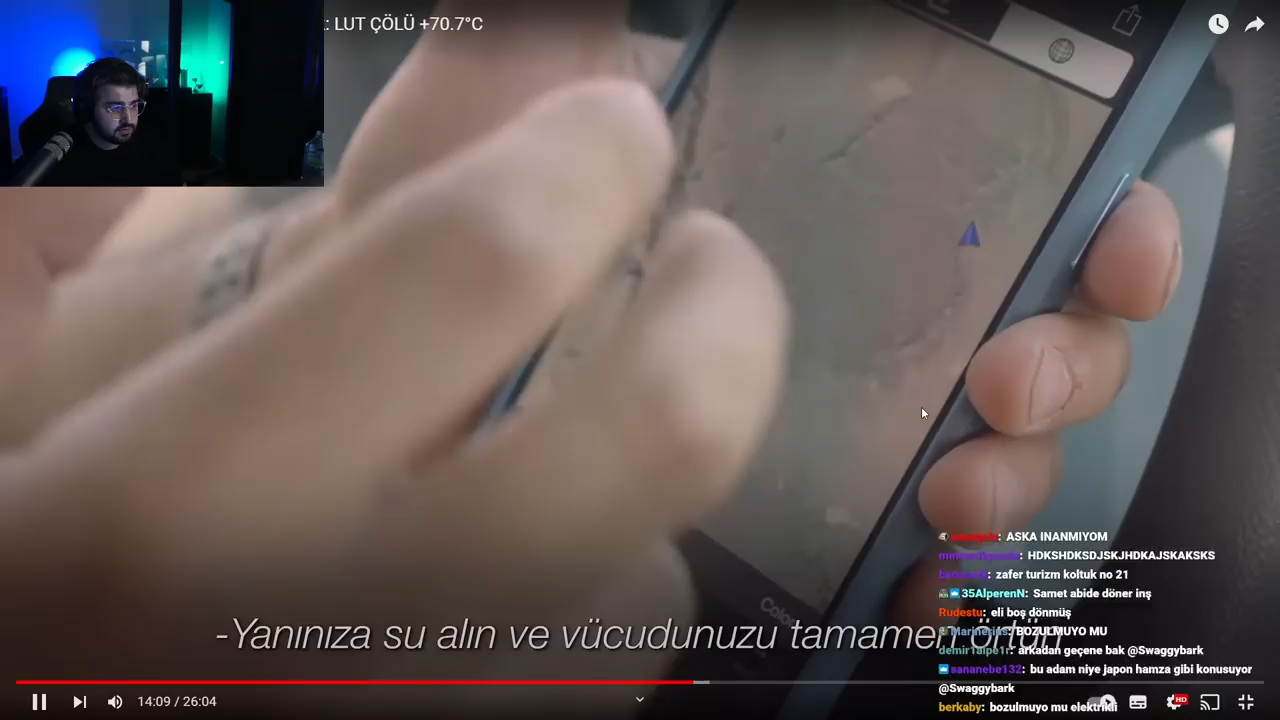 : LUT ÇÖLÜ +70.7°C
ASKA INANMIYOM
HDKSHDKSDJSKJHDKAJSKAKSKS
zafer turizm koltuk no 21
35AlperenN: Samet abide döner inş
Rudestu: eli boş dönmüş
BOZULMUYO MU
-Yanınıza su alın ve vücudunuzu tamamen
arkadan geçene bak @Swaggybark
sananebe132: bu adam niye japon hamza gibi konusuyor
@Swaggybark
berkaby: bozulmuyo mu elektrikli
14:09 / 26:04
HD